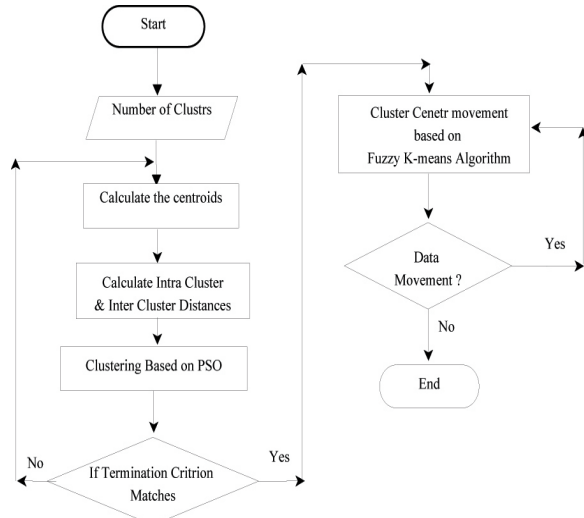 Start
Number of Clustrs
Calculate the centroids
Calculate Intra Cluster
& Inter Cluster Distances
Clustering Based on PSO
No
If Termination Critrion
Matches
Yes
Cluster Cenetr movement
based on
Fuzzy K-means Algorithm
Data
Movement ?
Yes
No
End